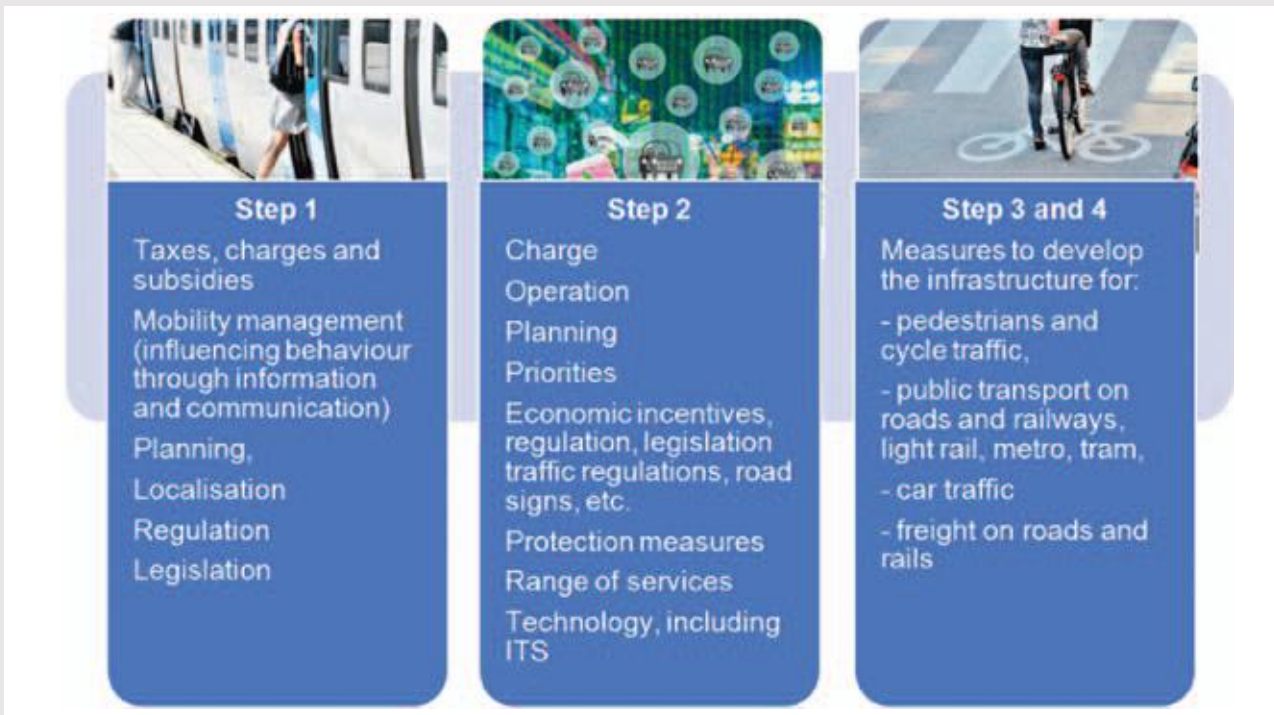 Step 1
Taxes, charges and
subsidies
Mobility management
(influencing behaviour
through information
and communication)
Planning,
Localisation
Regulation
Legislation
Step 2
Charge
Operation
Planning
Priorities
Economic incentives,
regulation, legislation
traffic regulations, road
signs, etc.
Protection measures
Range of services
Technology, including
ITS
Step 3 and 4
Measures to develop
the infrastructure for:
- pedestrians and
cycle traffic,
- public transport on
roads and railways,
light rail, metro, tram,
- car traffic
- freight on roads and
rails